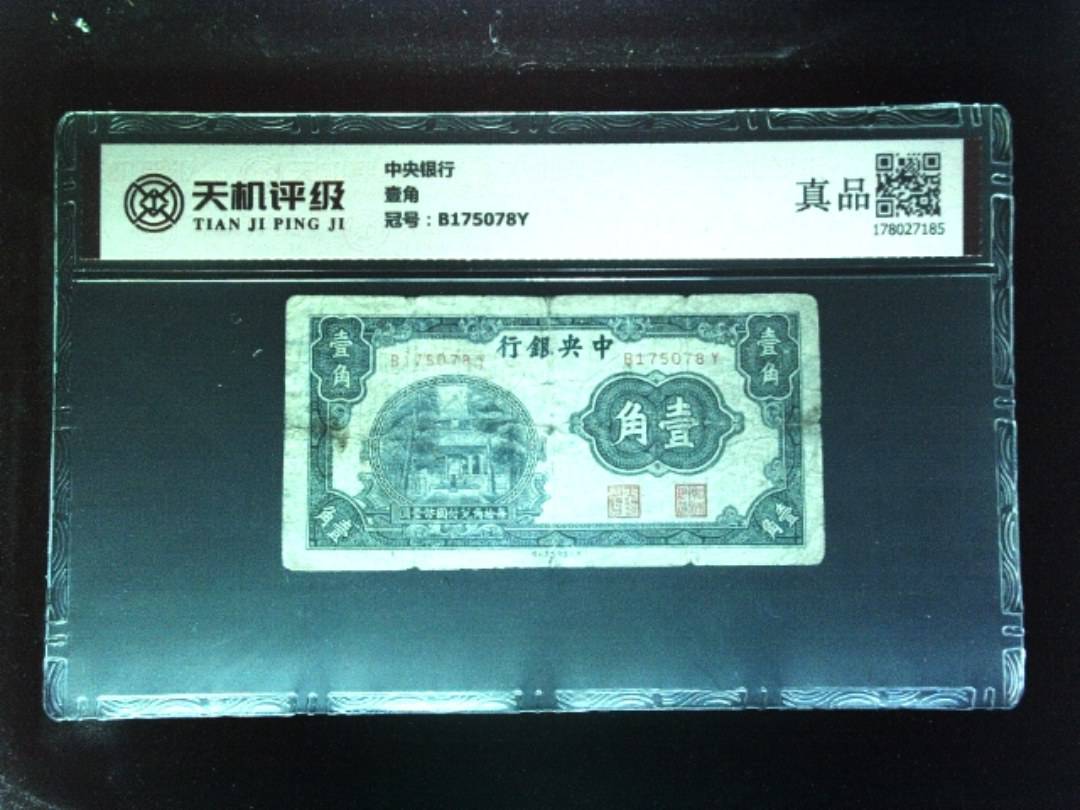 天机评级
TIAN JI PING JI
中央银行
壹角
冠号：B175078Y
真品
178027185
行銀央中
B175078Y
B175078Y
壹角
壹角
角壹
壹角
角壹